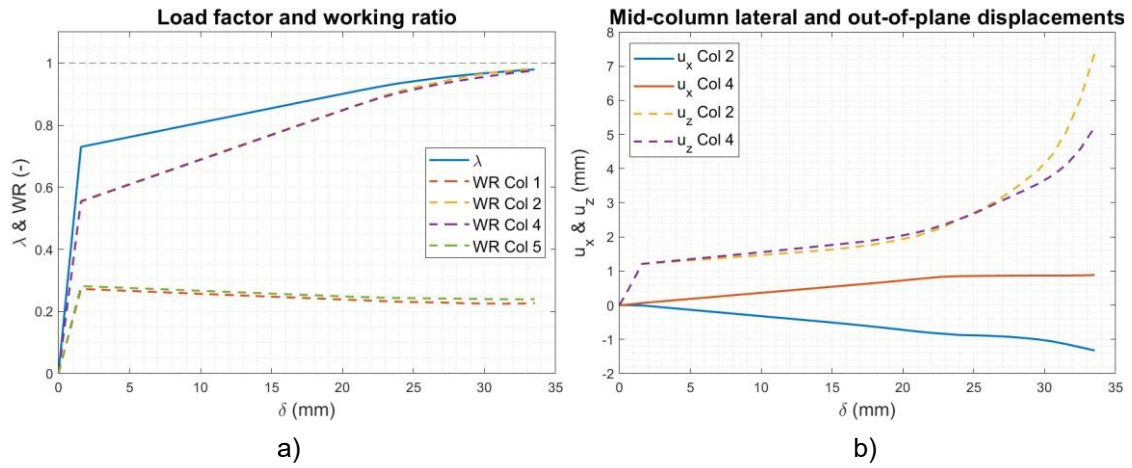 Load factor and working ratio
1
0.8
0.6
0.4
0.2
0
λ & WR (-)
λ
WR Col 1
WR Col 2
WR Col 4
WR Col 5
0 5 10 15 20 25 30 35
δ (mm)
a)
Mid-column lateral and out-of-plane displacements
8
7
6
5
4
3
2
1
0
-1
-2
u_x & u_z (mm)
u_x Col 2
u_x Col 4
u_z Col 2
u_z Col 4
0 5 10 15 20 25 30 35
δ (mm)
b)